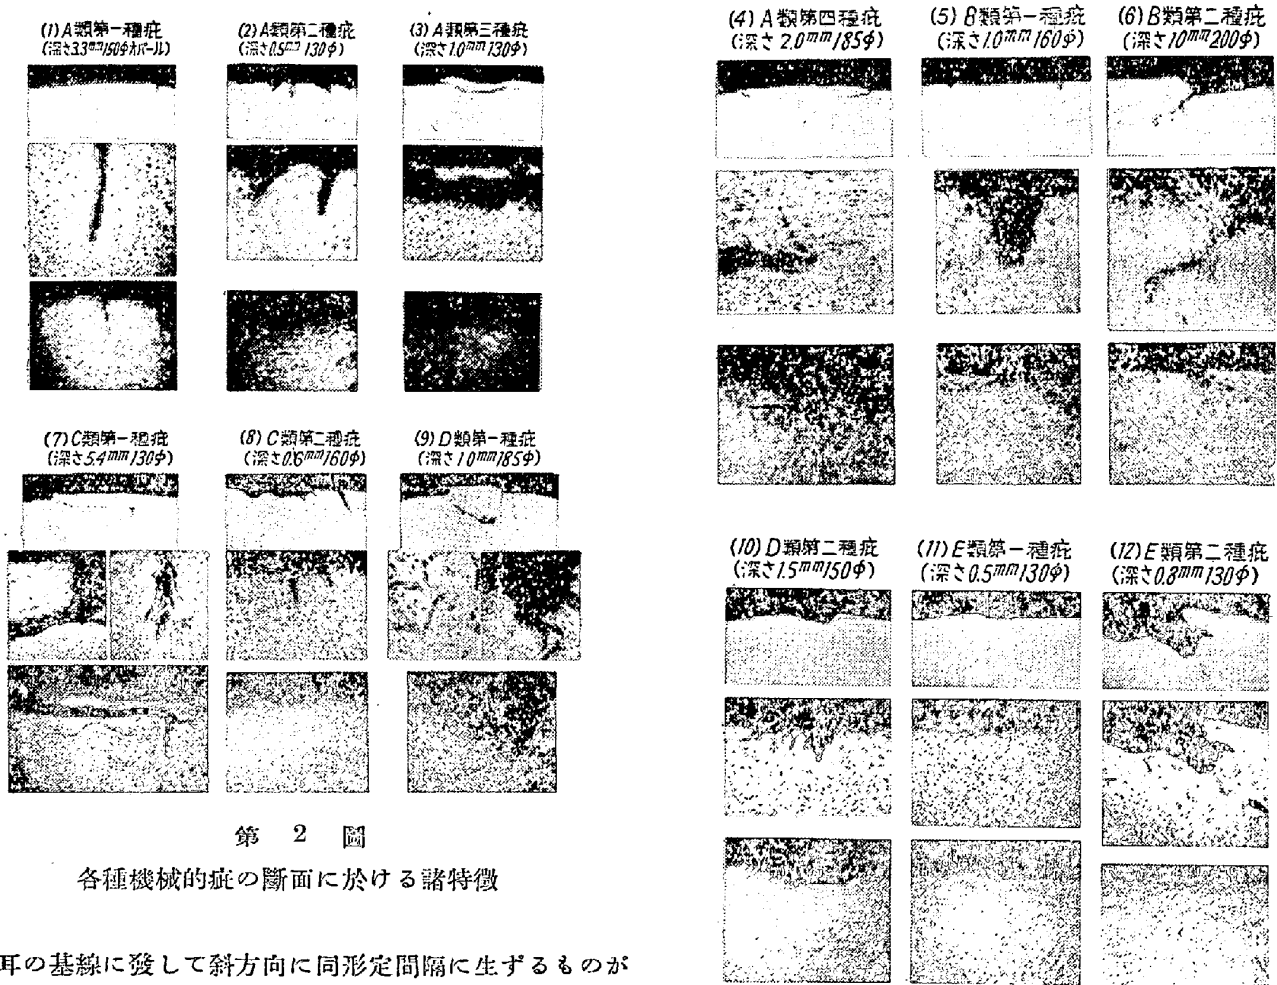 (1)A類第一種疵
(深さ3.3mm/150φオバール)
(2)A類第二種疵
(深さ0.5mm 130φ)
(3)A類第三種疵
(深さ1.0mm 130φ)
(4)A類第四種疵
(深さ2.0mm/185φ)
(5)B類第一種疵
(深さ1.0mm/160φ)
(6)B類第二種疵
(深さ10mm 200φ)
(7)C類第一種疵
(深さ5.4mm/130φ)
(8)C類第二種疵
(深さ0.6mm/160φ)
(9)D類第一種疵
(深さ10mm/185φ)
(10)D類第二種疵
(深さ1.5mm/150φ)
(11)E類第一種疵
(深さ0.5mm/130φ)
(12)E類第二種疵
(深さ0.8mm 130φ)
第 2 圖
各種機械的疵の斷面に於ける諸特徴
耳の基線に發して斜方向に同形定間隔に生ずるものが